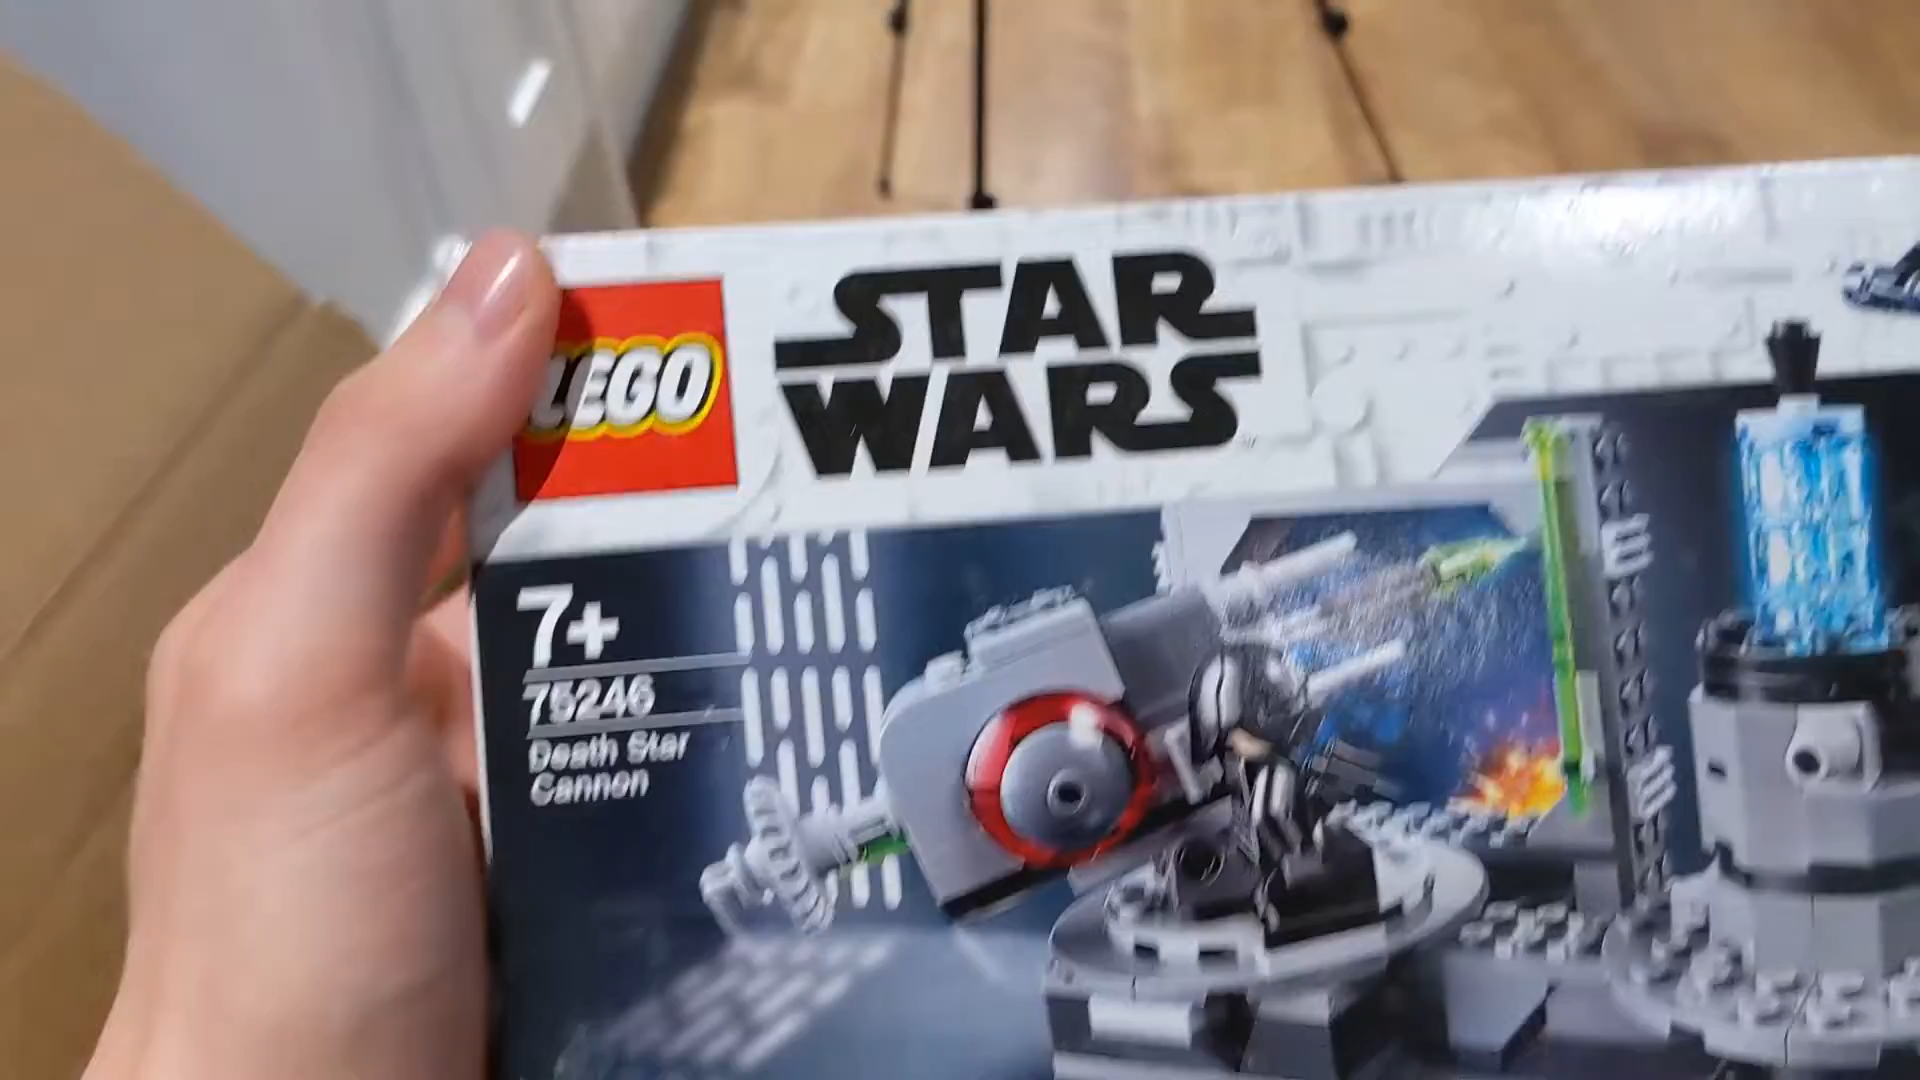 LEGO
STAR
WARS
7+
75246
Death Star
Cannon